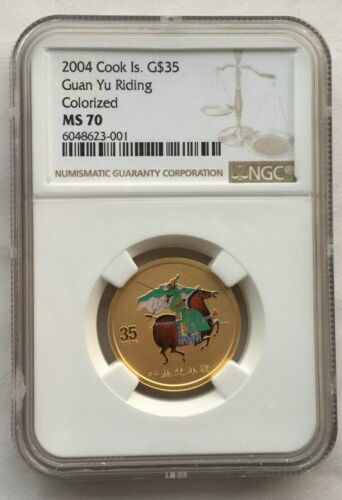 2004 Cook Is. G$35
Guan Yu Riding
Colorized
MS 70
6048623-001
NUMISMATIC GUARANTY CORPORATION
NGC®
35